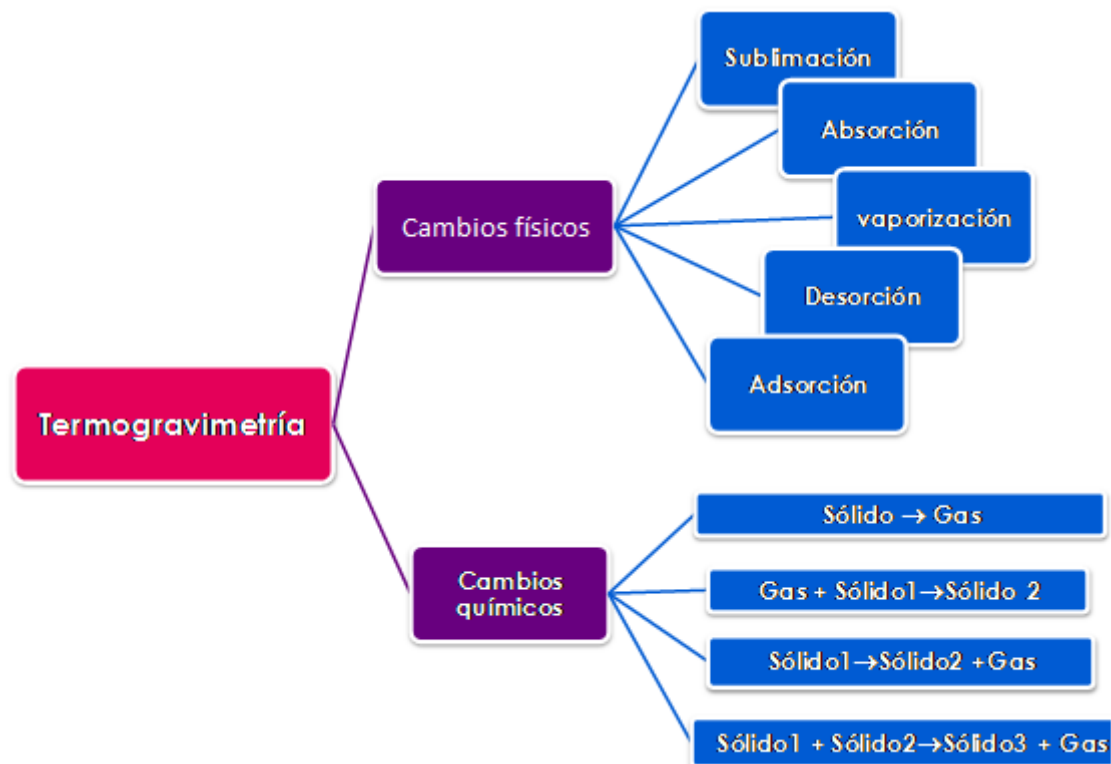 Sublimación
Absorción
vaporización
Desorción
Adsorción
Cambios físicos
Termogravimetría
Cambios
químicos
Sólido → Gas
Gas + Sólido1→Sólido 2
Sólido1→Sólido2 +Gas
Sólido1 + Sólido2→Sólido3 + Gas